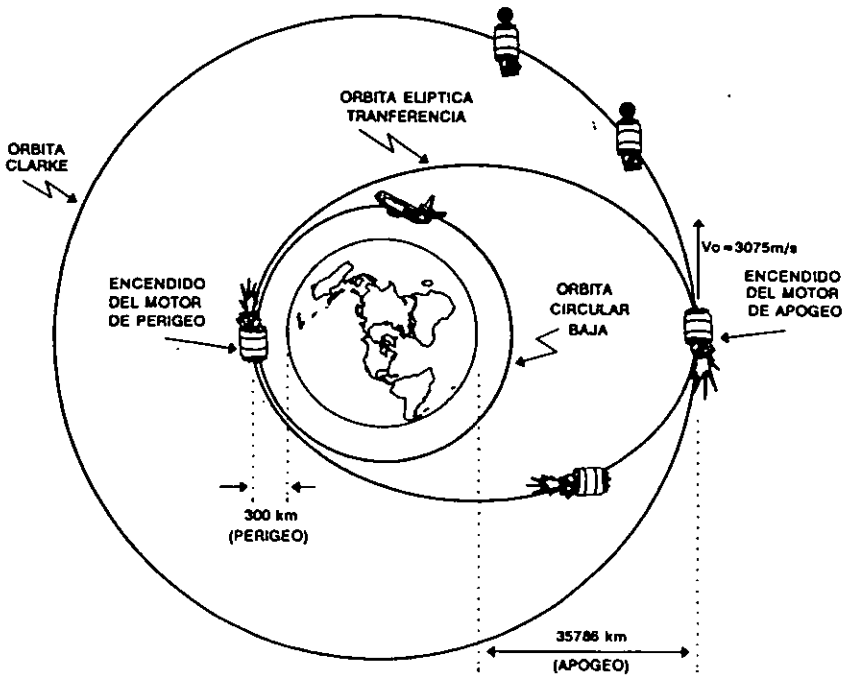 ORBITA ELIPTICA
TRANFERENCIA
ORBITA
CLARKE
Vo=3075m/s
ENCENDIDO
DEL MOTOR
DE PERIGEO
ORBITA
CIRCULAR
BAJA
ENCENDIDO
DEL MOTOR
DE APOGEO
300 km
(PERIGEO)
35786 km
(APOGEO)